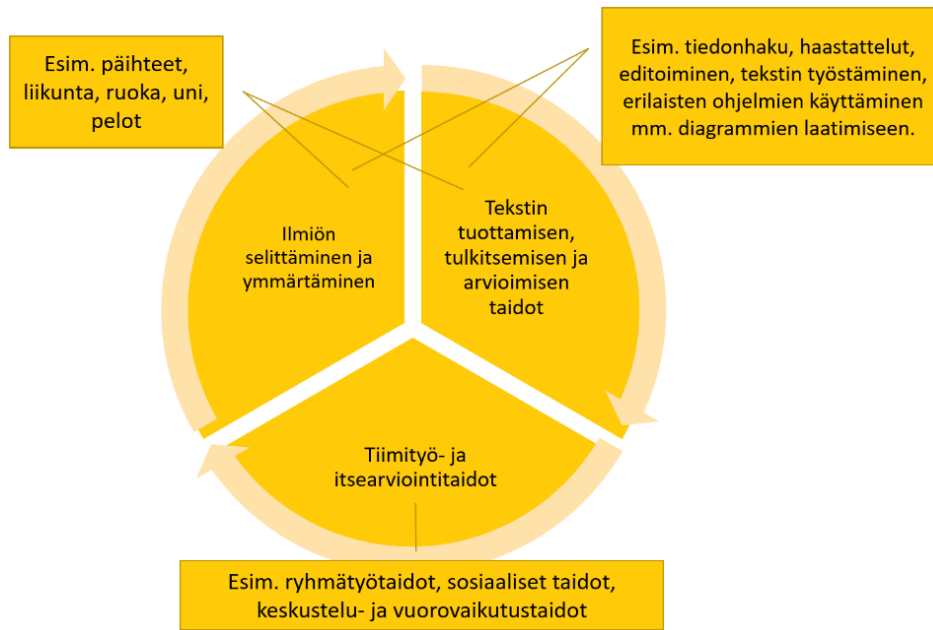 Esim. päihteet,
liikunta, ruoka, uni,
pelot
Esim. tiedonhaku, haastattelut,
editoiminen, tekstin työstäminen,
erilaisten ohjelmien käyttäminen
mm. diagrammien laatimiseen.
Ilmiön
selittäminen ja
ymmärtäminen
Tekstin
tuottamisen,
tulkitsemisen ja
arvioimisen
taidot
Tiimityö- ja
itsearviointitaidot
Esim. ryhmätyötaidot, sosiaaliset taidot,
keskustelu- ja vuorovaikutustaidot